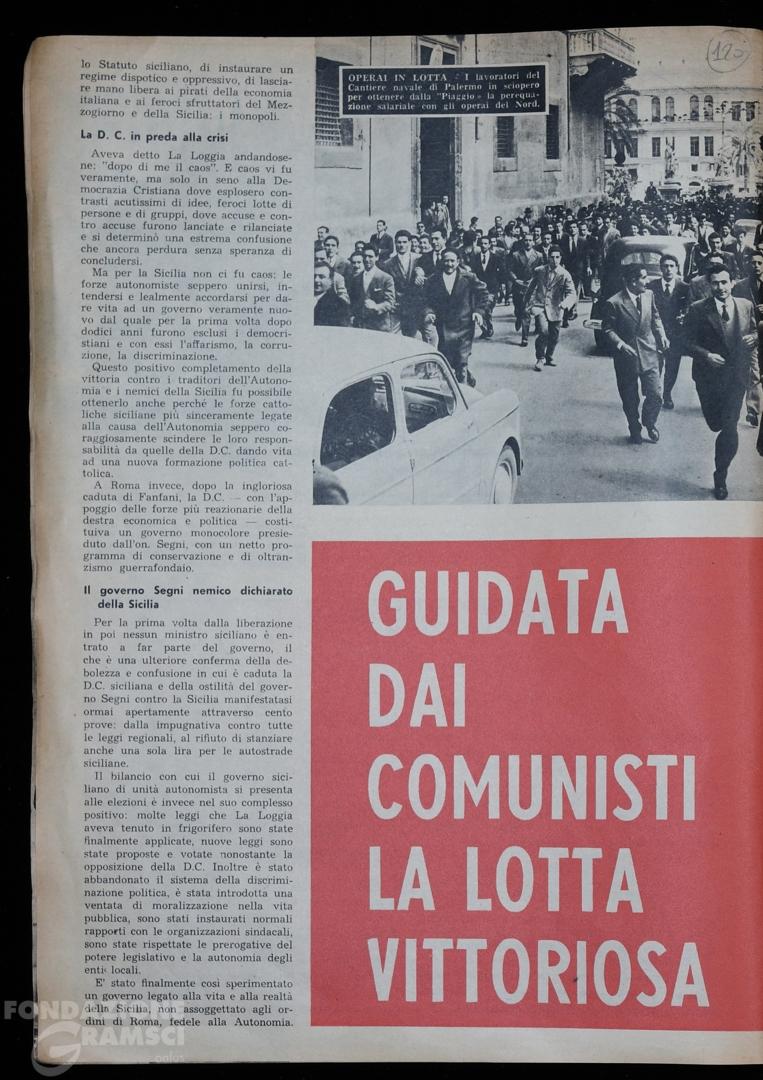 lo Statuto siciliano, di instaurare un
regime dispotico e oppressivo, di lascia-
re mano libera ai pirati della economia
italiana e ai feroci sfruttatori del Mez-
zogiorno e della Sicilia: i monopoli.
La D. C. in preda alla crisi
Aveva detto La Loggia andandose-
ne: "dopo di me il caos". E caos vi fu
veramente, ma solo in seno alla De-
mocrazia Cristiana dove esplosero con-
trasti acutissimi di idee, feroci lotte di
persone e di gruppi, dove accuse e con-
tro accuse furono lanciate e rilanciate
e si determinò una estrema confusione
che ancora perdura senza speranza di
concludersi.
Ma per la Sicilia non ci fu caos: le
forze autonomiste seppero unirsi, in-
tendersi e lealmente accordarsi per da-
re vita ad un governo veramente nuo-
vo dal quale per la prima volta dopo
dodici anni furono esclusi i democri-
stiani e con essi l'affarismo, la corru-
zione, la discriminazione.
Questo positivo completamento della
vittoria contro i traditori dell'Autono-
mia e i nemici della Sicilia fu possibile
ottenerlo anche perché le forze catto-
liche siciliane più sinceramente legate
alla causa dell'Autonomia seppero co-
raggiosamente scindere le loro respon-
sabilità da quelle della D.C. dando vita
ad una nuova formazione politica cat-
tolica.
A Roma invece, dopo la ingloriosa
caduta di Fanfani, la D.C. — con l'ap-
poggio delle forze più reazionarie della
destra economica e politica — costi-
tuiva un governo monocolore presie-
duto dall'on. Segni, con un netto pro-
gramma di conservazione e di oltran-
zismo guerrafondaio.
Il governo Segni nemico dichiarato
della Sicilia
Per la prima volta dalla liberazione
in poi nessun ministro siciliano è en-
trato a far parte del governo, il
che è una ulteriore conferma della de-
bolezza e confusione in cui è caduta la
D.C. siciliana e della ostilità del gover-
no Segni contro la Sicilia manifestatasi
ormai apertamente attraverso cento
prove: dalla impugnativa contro tutte
le leggi regionali, al rifiuto di stanziare
anche una sola lira per le autostrade
siciliane.
Il bilancio con cui il governo sici-
liano di unità autonomista si presenta
alle elezioni è invece nel suo complesso
positivo: molte leggi che La Loggia
aveva tenuto in frigorifero sono state
finalmente applicate, nuove leggi sono
state proposte e votate nonostante la
opposizione della D.C. Inoltre è stato
abbandonato il sistema della discrimi-
nazione politica, è stata introdotta una
ventata di moralizzazione nella vita
pubblica, sono stati instaurati normali
rapporti con le organizzazioni sindacali,
sono state rispettate le prerogative del
potere legislativo e la autonomia degli
enti locali.
E' stato finalmente così sperimentato
un governo legato alla vita e alla realtà
della Sicilia, non assoggettato agli or-
dini di Roma, fedele alla Autonomia.
OPERAI IN LOTTA - I lavoratori del
Cantiere navale di Palermo in sciopero
per ottenere dalla "Piaggio" la perequa-
zione salariale con gli operai del Nord.
120
GUIDATA
DAI
COMUNISTI
LA LOTTA
VITTORIOSA
FONDAZIONE
GRAMSCI
onlus